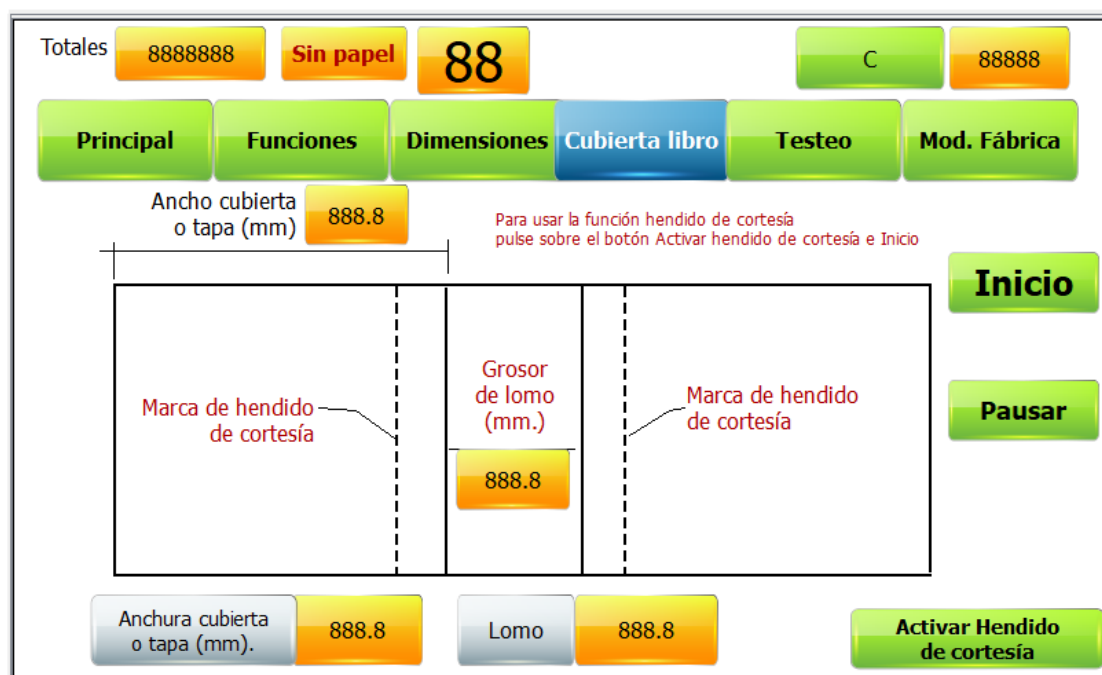 Totales 8888888 Sin papel 88 C 88888
Principal Funciones Dimensiones Cubierta libro Testeo Mod. Fábrica
Ancho cubierta
o tapa (mm) 888.8
Para usar la función hendido de cortesía
pulse sobre el botón Activar hendido de cortesía e Inicio
Inicio
Marca de hendido
de cortesía
Grosor
de lomo
(mm.)
888.8
Marca de hendido
de cortesía
Pausar
Anchura cubierta
o tapa (mm).
888.8
Lomo
888.8
Activar Hendido
de cortesía